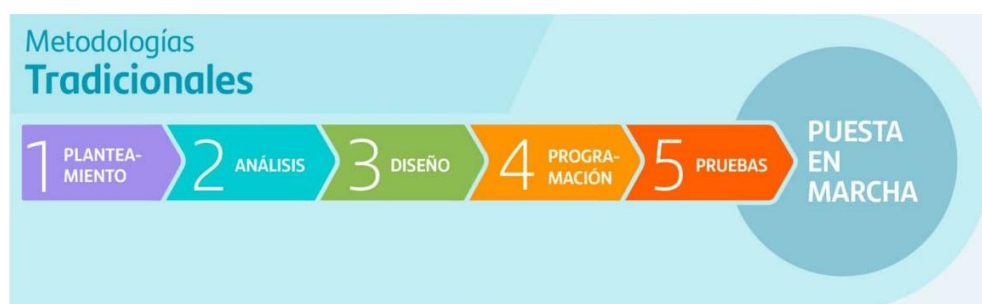 Metodologías
Tradicionales
1 PLANTEA-
MIENTO
2 ANÁLISIS
3 DISEÑO
4 PROGRA-
MACIÓN
5 PRUEBAS
PUESTA
EN
MARCHA